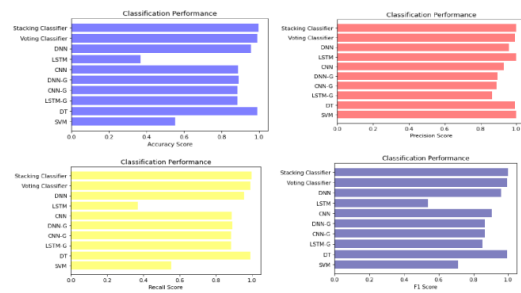 Classification Performance
Stacking Classifier
Voting Classifier
DNN
LSTM
CNN
DNN-G
CNN-G
LSTM-G
DT
SVM
0.0 0.2 0.4 0.6 0.8 1.0
Accuracy Score
Classification Performance
Stacking Classifier
Voting Classifier
DNN
LSTM
CNN
DNN-G
CNN-G
LSTM-G
DT
SVM
0.0 0.2 0.4 0.6 0.8 1.0
Precision Score
Classification Performance
Stacking Classifier
Voting Classifier
DNN
LSTM
CNN
DNN-G
CNN-G
LSTM-G
DT
SVM
0.0 0.2 0.4 0.6 0.8 1.0
Recall Score
Classification Performance
Stacking Classifier
Voting Classifier
DNN
LSTM
CNN
DNN-G
CNN-G
LSTM-G
DT
SVM
0.0 0.2 0.4 0.6 0.8 1.0
F1 Score